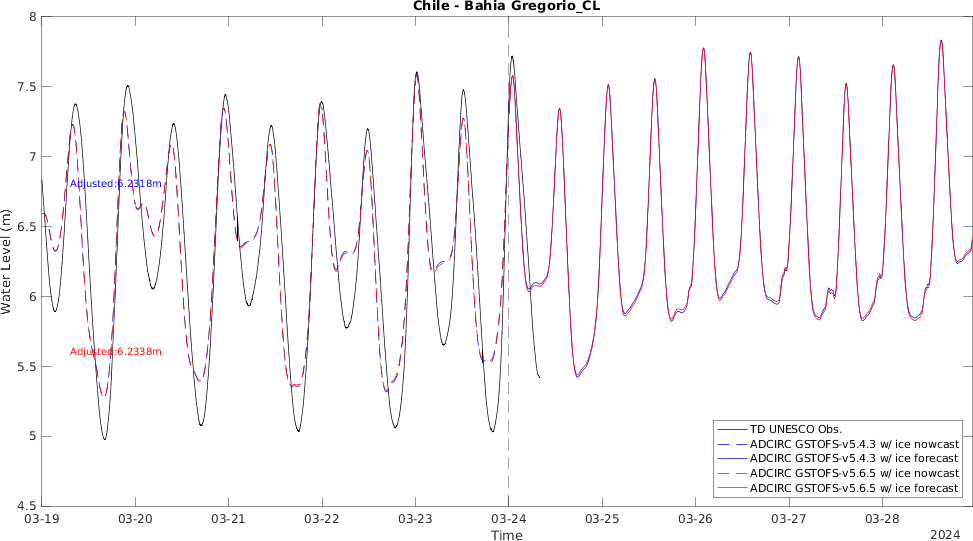 Chile - Bahia Gregorio_CL
8
7.5
7
6.5
6
5.5
5
4.5
Water Level (m)
Adjusted:6.2318m
Adjusted:6.2338m
TD UNESCO Obs.
ADCIRC GSTOFS-v5.4.3 w/ ice nowcast
ADCIRC GSTOFS-v5.4.3 w/ ice forecast
ADCIRC GSTOFS-v5.6.5 w/ ice nowcast
ADCIRC GSTOFS-v5.6.5 w/ ice forecast
03-19 03-20 03-21 03-22 03-23 03-24 03-25 03-26 03-27 03-28
Time
2024